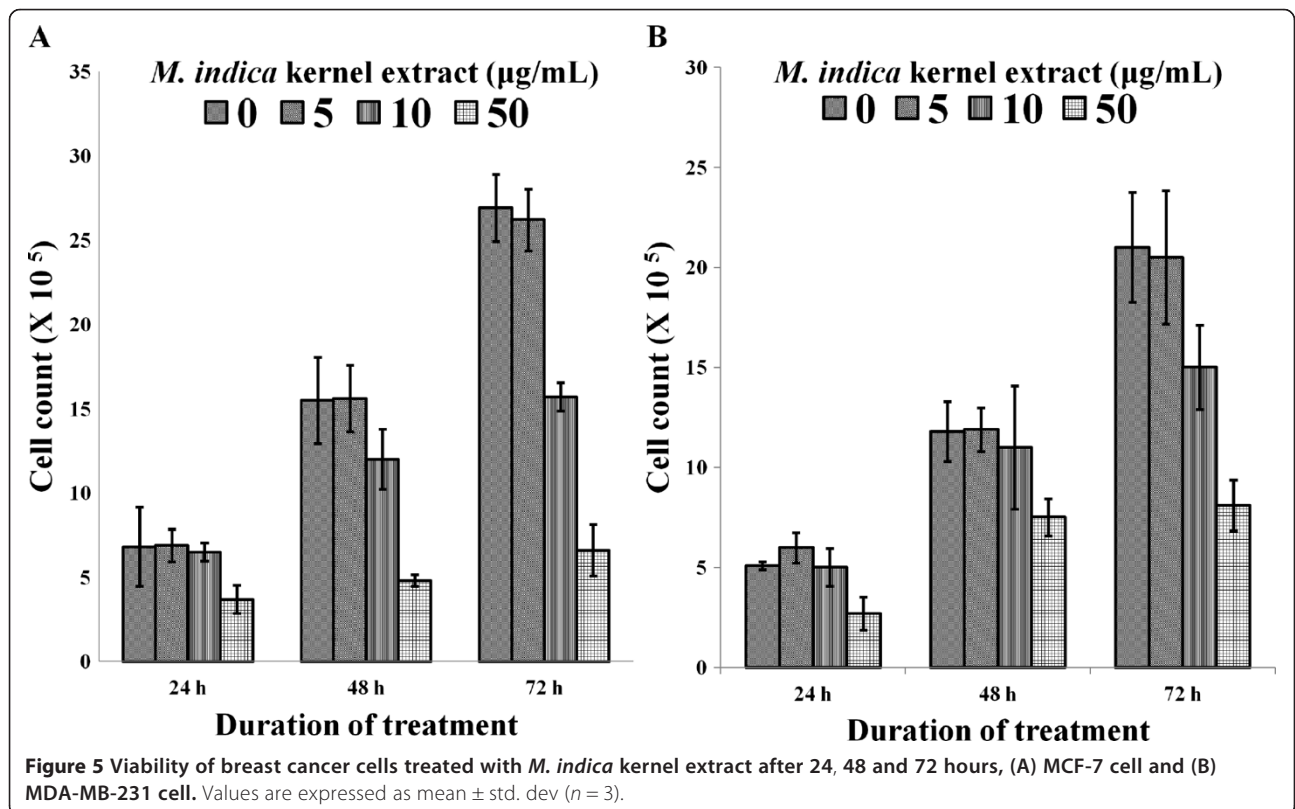 A
M. indica kernel extract (µg/mL)
0 5 10 50
35
30
25
20
15
10
5
0
Cell count (X 10 5)
24 h 48 h 72 h
Duration of treatment
B
M. indica kernel extract (µg/mL)
0 5 10 50
30
25
20
15
10
5
0
Cell count (X 10 5)
24 h 48 h 72 h
Duration of treatment
Figure 5 Viability of breast cancer cells treated with M. indica kernel extract after 24, 48 and 72 hours, (A) MCF-7 cell and (B)
MDA-MB-231 cell. Values are expressed as mean ± std. dev (n = 3).